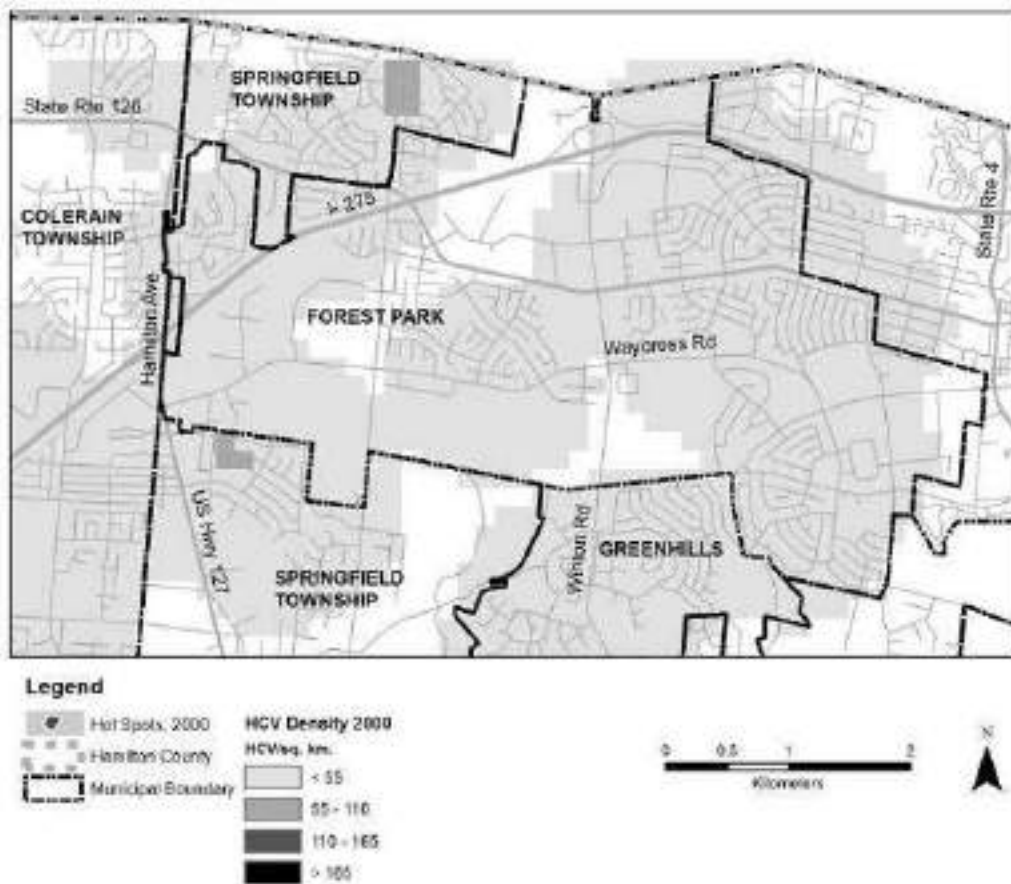 SPRINGFIELD
TOWNSHIP
State Rte 126
I-275
State Rte 4
COLERAIN
TOWNSHIP
Hamilton Ave
FOREST PARK
Waycross Rd
US Hwy 127
Winton Rd
GREENHILLS
SPRINGFIELD
TOWNSHIP
Legend
Hot Spots, 2000
Hamilton County
Municipal Boundary
HCV Density 2000
HCV/sq. km.
< 55
55 - 110
110 - 165
> 165
0 0.5 1 2
Kilometers
N